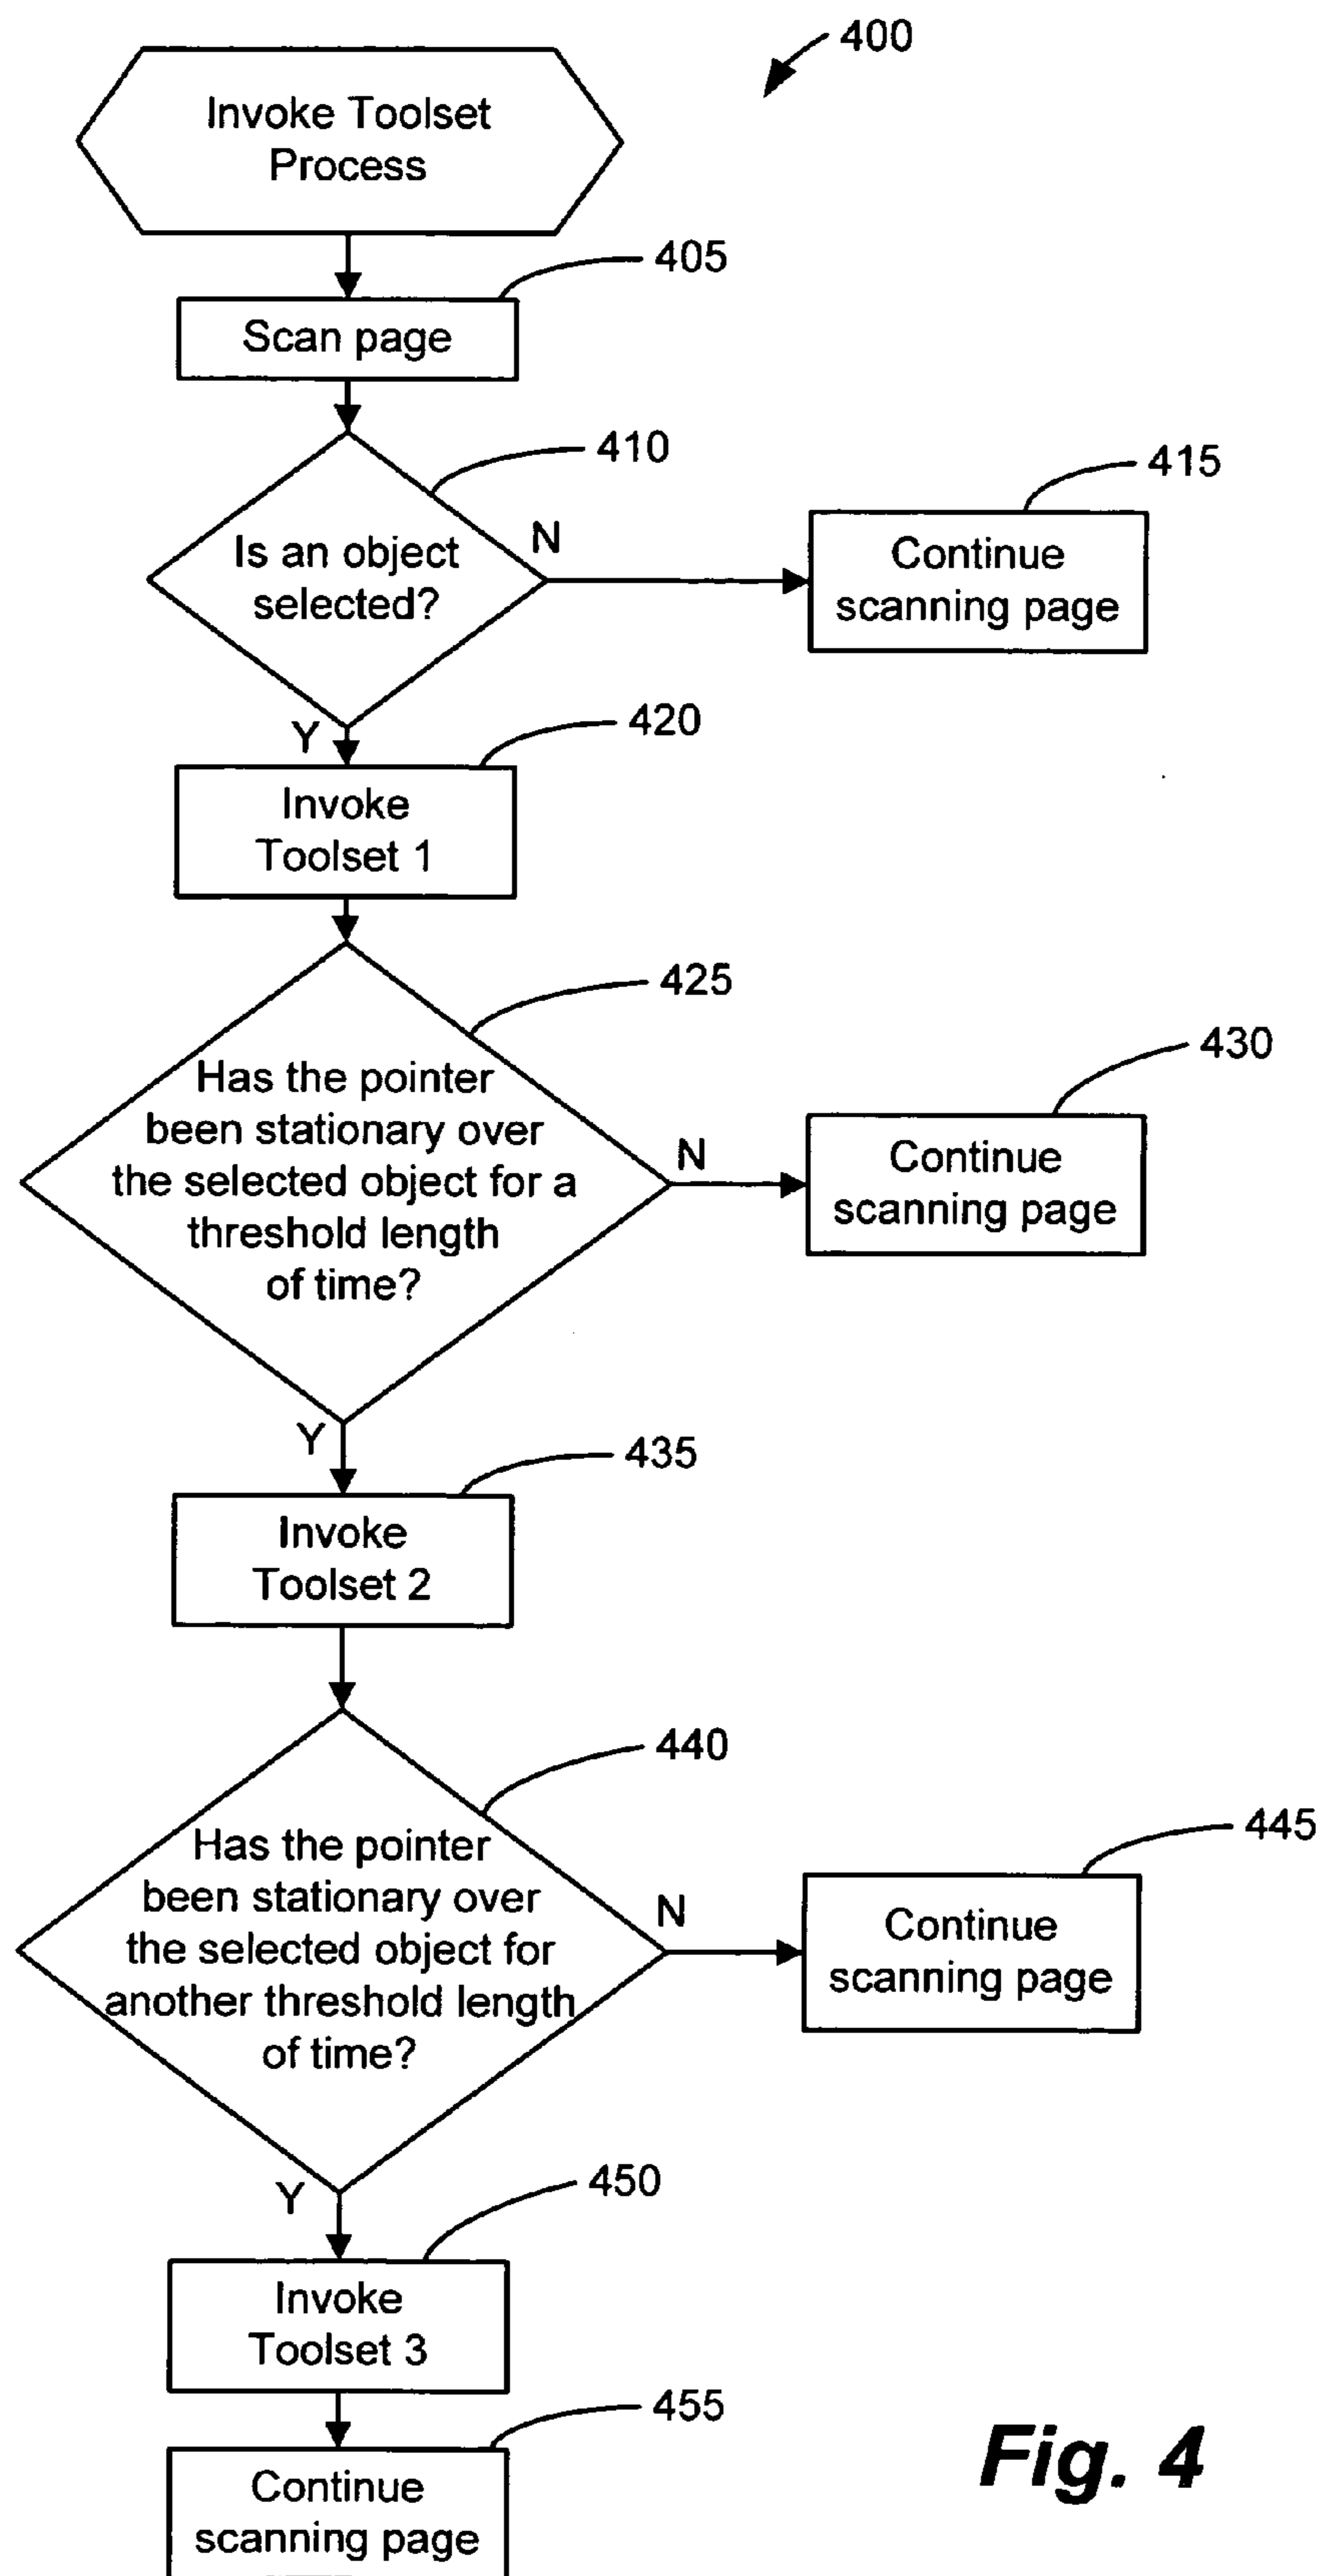 400
Invoke Toolset
Process
405
Scan page
410
415
Is an object
selected?
N
Continue
scanning page
Y
420
Invoke
Toolset 1
425
430
Has the pointer
been stationary over
the selected object for a
threshold length
of time?
N
Continue
scanning page
Y
435
Invoke
Toolset 2
440
445
Has the pointer
been stationary over
the selected object for
another threshold length
of time?
N
Continue
scanning page
Y
450
Invoke
Toolset 3
455
Continue
scanning page
Fig. 4